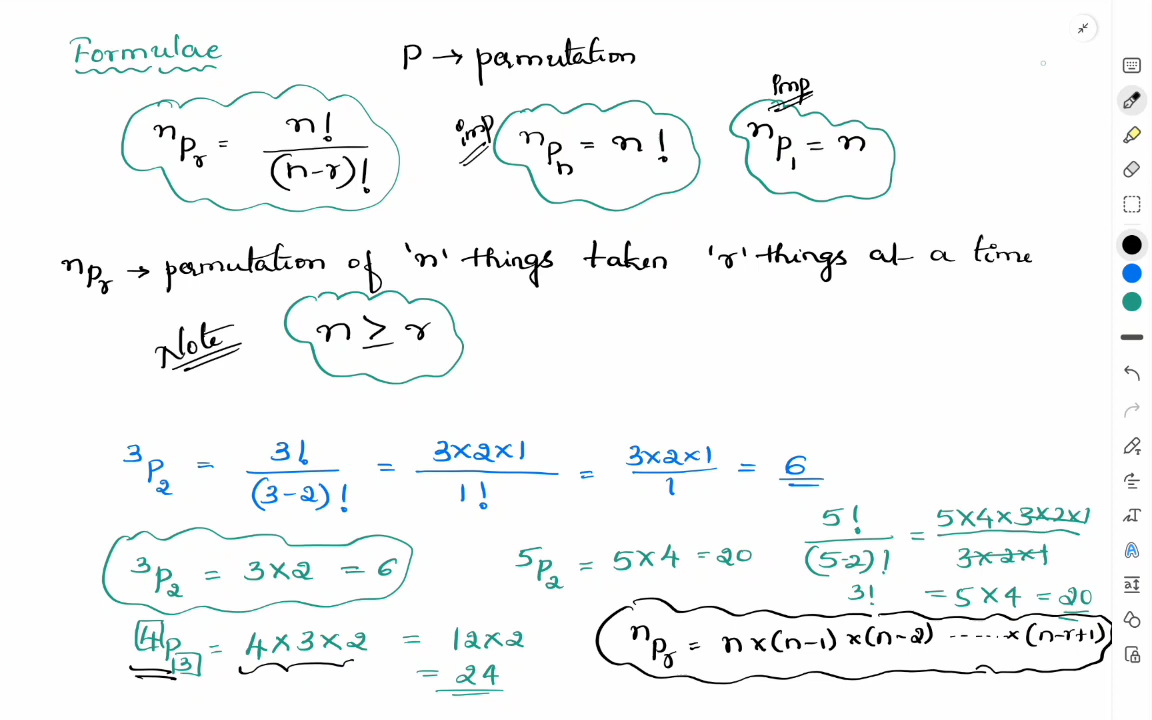 Formulae
P → permutation
nPr = n! / (n-r)!
imp nPn = n!
Imp nP1 = n
nPr → permutation of 'n' things taken 'r' things at a time
Note n ≥ r
3P2 = 3! / (3-2)! = 3×2×1 / 1! = 3×2×1 / 1 = 6
3P2 = 3×2 = 6
5P2 = 5×4 = 20
5! / (5-2)! = 5×4×3×2×1 / 3×2×1
3! = 5×4 = 20
4P3 = 4×3×2 = 12×2
= 24
nPr = n×(n-1)×(n-2) ------×(n-r+1)